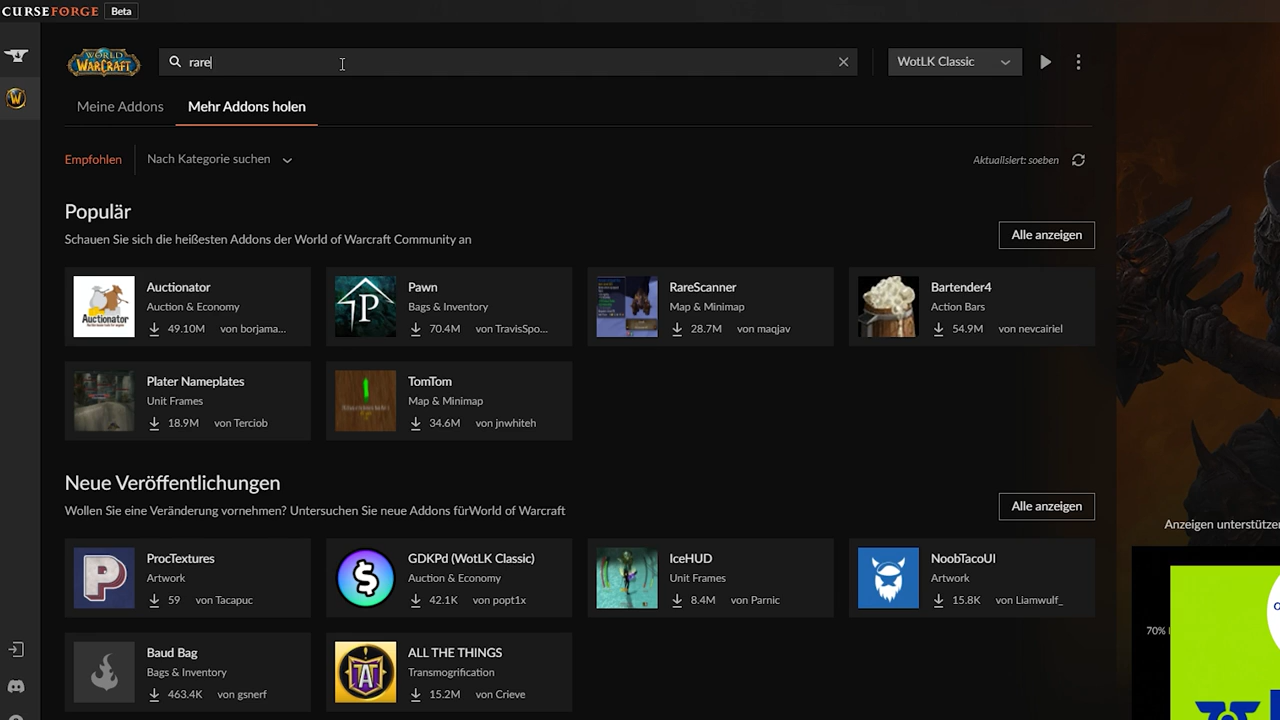 CURSEFORGE Beta
WORLD
WARCRAFT
rare
WotLK Classic
Meine Addons
Mehr Addons holen
Empfohlen
Nach Kategorie suchen
Aktualisiert: soeben
Populär
Schauen Sie sich die heißesten Addons der World of Warcraft Community an
Alle anzeigen
Auctionator
Auctionator
Auction & Economy
49.10M von borjama...
P
Pawn
Bags & Inventory
70.4M von TravisSpo...
RareScanner
Map & Minimap
28.7M von maqjav
Bartender4
Action Bars
54.9M von nevcairiel
Plater Nameplates
Unit Frames
18.9M von Terciob
TomTom
Map & Minimap
34.6M von jnwhiteh
Neue Veröffentlichungen
Wollen Sie eine Veränderung vornehmen? Untersuchen Sie neue Addons fürWorld of Warcraft
Alle anzeigen
Anzeigen unterstütze
P
ProcTextures
Artwork
59 von Tacapuc
$
GDKPd (WotLK Classic)
Auction & Economy
42.1K von popt1x
IceHUD
Unit Frames
8.4M von Parnic
NoobTacoUI
Artwork
15.8K von Liamwulf_
70%
Baud Bag
Bags & Inventory
463.4K von gsnerf
A
ALL THE THINGS
Transmogrification
15.2M von Crieve